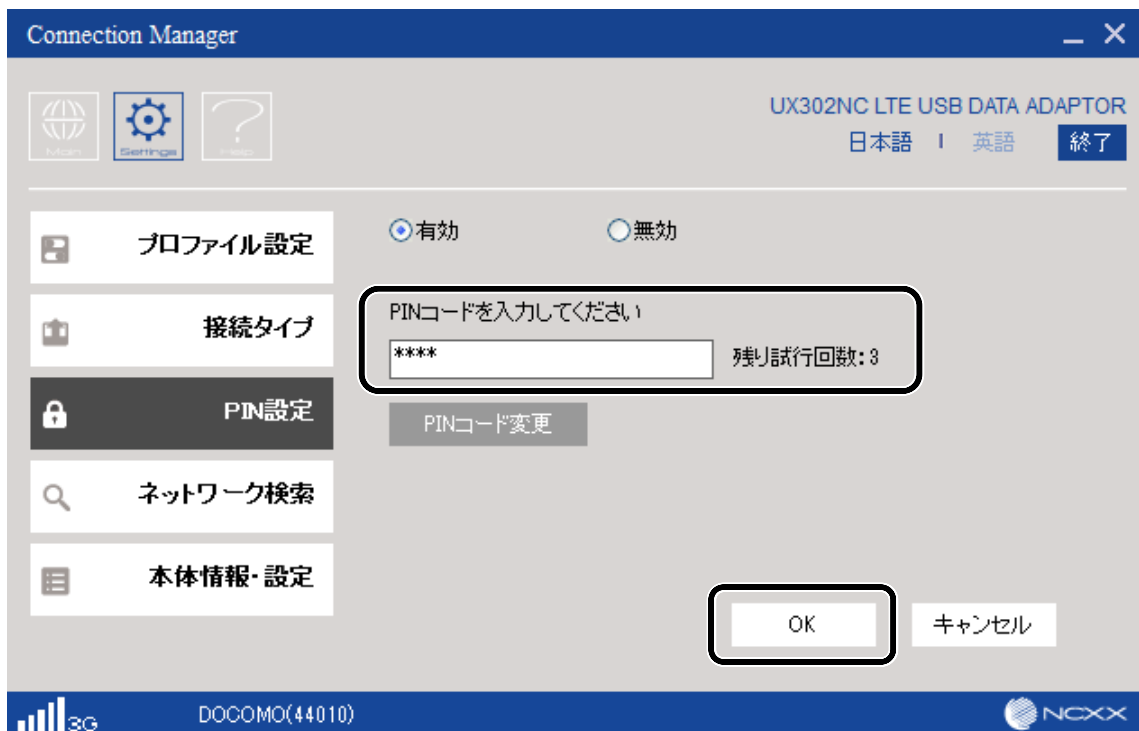 Connection Manager
Main
Settings
Help
UX302NC LTE USB DATA ADAPTOR
日本語 | 英語 終了
プロファイル設定
接続タイプ
PIN設定
ネットワーク検索
本体情報・設定
有効 無効
PINコードを入力してください
**** 残り試行回数:3
PINコード変更
OK キャンセル
3G DOCOMO(44010) NCXX